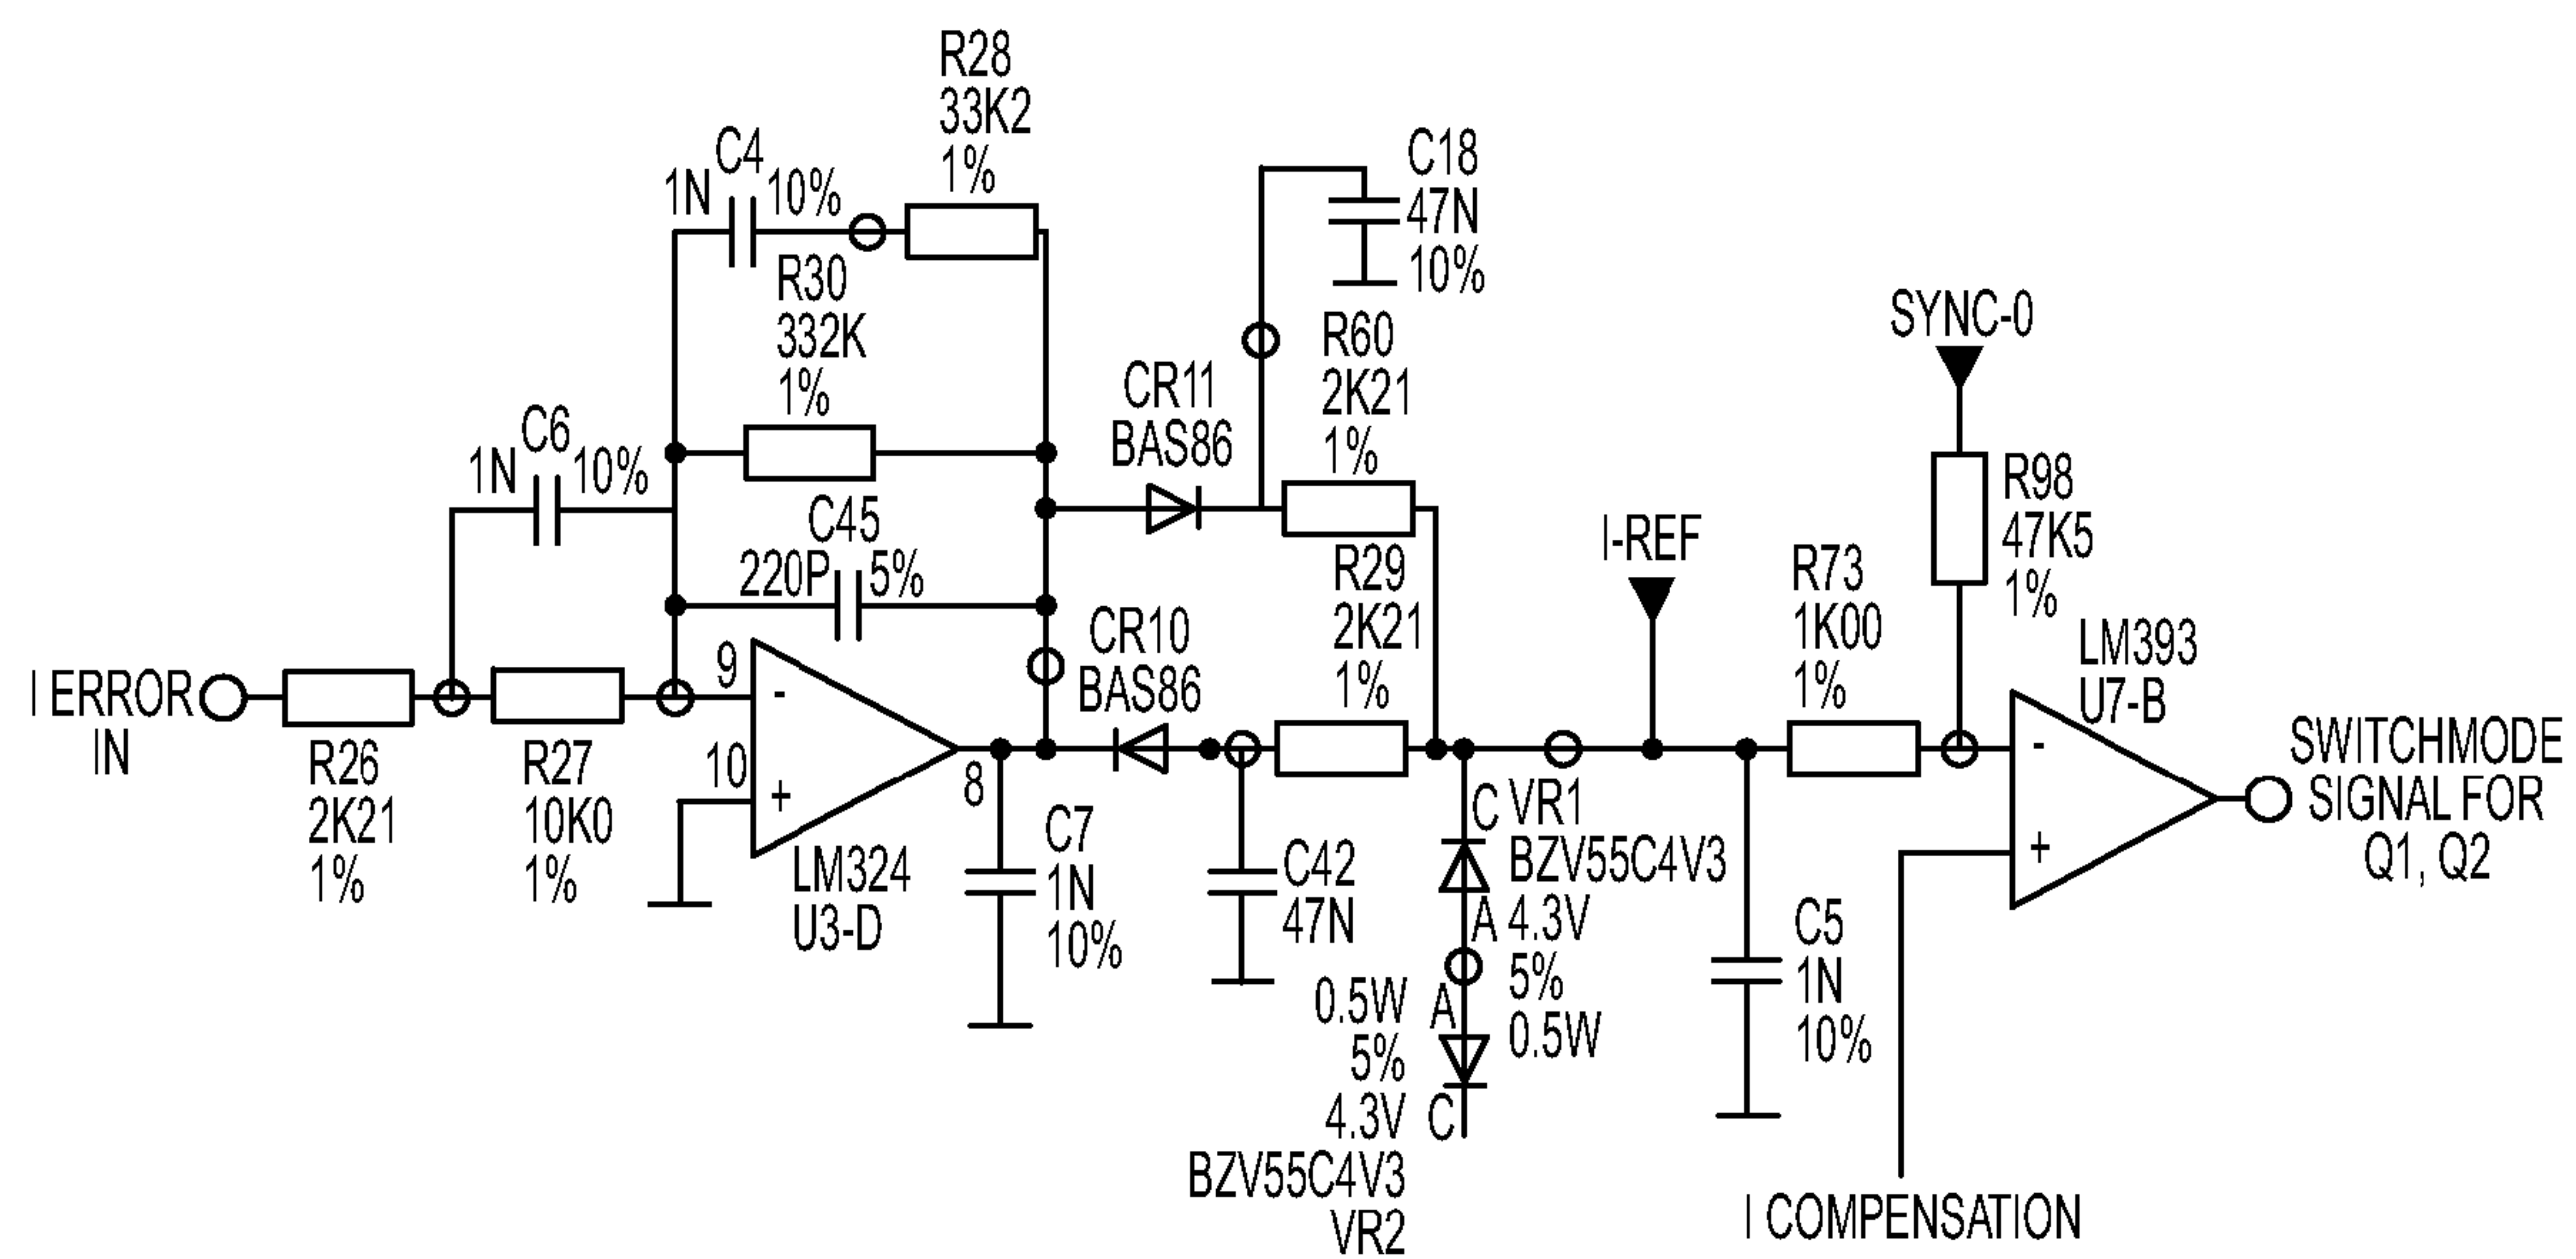 R28
33K2
1%
C4
1N 10%
C18
47N
10%
R30
332K
1%
SYNC-0
R60
2K21
1%
CR11
BAS86
C6
1N 10%
R98
47K5
1%
C45
220P 5%
I-REF
R29
2K21
1%
R73
1K00
1%
CR10
BAS86
LM393
U7-B
I ERROR
IN
9
-
10
+
8
R26
2K21
1%
R27
10K0
1%
LM324
U3-D
C7
1N
10%
C42
47N
C
A
VR1
BZV55C4V3
4.3V
5%
0.5W
A
C
0.5W
5%
4.3V
BZV55C4V3
VR2
C5
1N
10%
-
+
SWITCHMODE
SIGNAL FOR
Q1, Q2
I COMPENSATION